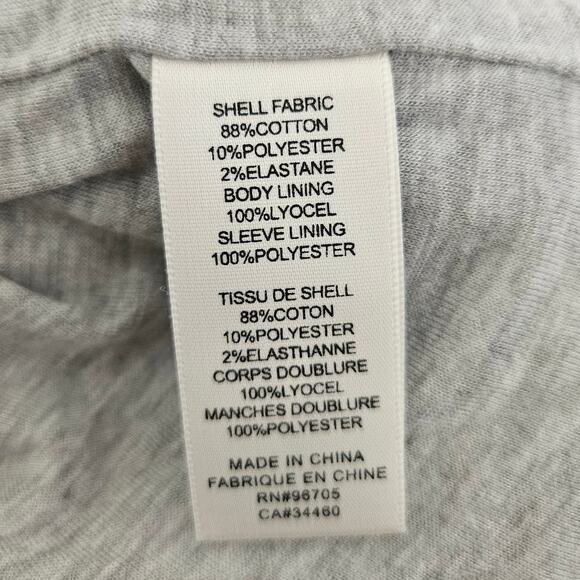 SHELL FABRIC
88%COTTON
10%POLYESTER
2%ELASTANE
BODY LINING
100%LYOCEL
SLEEVE LINING
100%POLYESTER
TISSU DE SHELL
88%COTON
10%POLYESTER
2%ELASTHANNE
CORPS DOUBLURE
100%LYOCEL
MANCHES DOUBLURE
100%POLYESTER
MADE IN CHINA
FABRIQUE EN CHINE
RN#96705
CA#34460